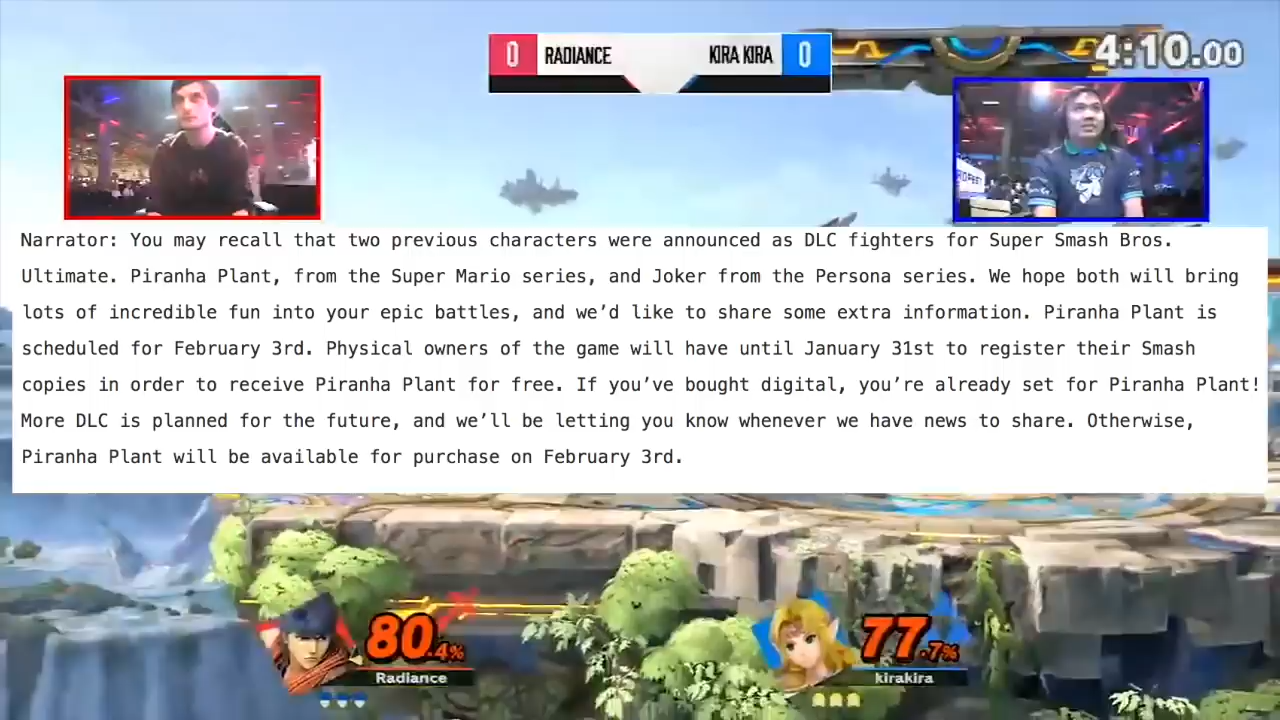 0 RADIANCE KIRA KIRA 0
4:10.00
Narrator: You may recall that two previous characters were announced as DLC fighters for Super Smash Bros.
Ultimate. Piranha Plant, from the Super Mario series, and Joker from the Persona series. We hope both will bring
lots of incredible fun into your epic battles, and we’d like to share some extra information. Piranha Plant is
scheduled for February 3rd. Physical owners of the game will have until January 31st to register their Smash
copies in order to receive Piranha Plant for free. If you’ve bought digital, you’re already set for Piranha Plant!
More DLC is planned for the future, and we’ll be letting you know whenever we have news to share. Otherwise,
Piranha Plant will be available for purchase on February 3rd.
80.4%
Radiance
77.7%
kirakira